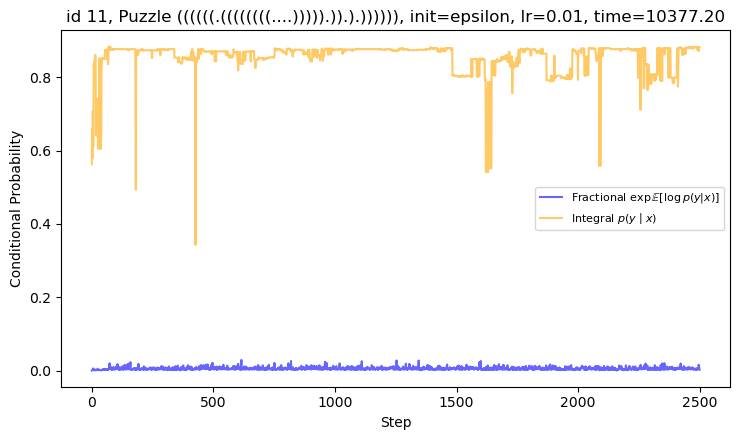 id 11, Puzzle ((((((.((((((((....))))).)).).)))))), init=epsilon, lr=0.01, time=10377.20
Conditional Probability
0.8
0.6
0.4
0.2
0.0
Fractional exp𝔼[log p(y|x)]
Integral p(y | x)
0
500
1000
1500
2000
2500
Step